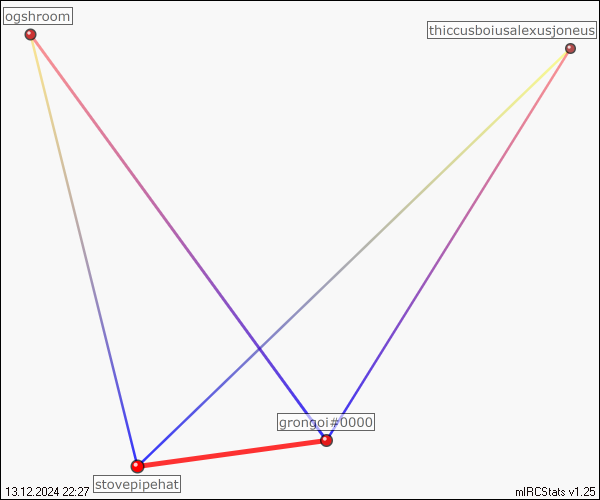 ogshroom
thiccusboiusalexusjoneus
grongoi#0000
stovepipehat
13.12.2024 22:27
mIRCStats v1.25